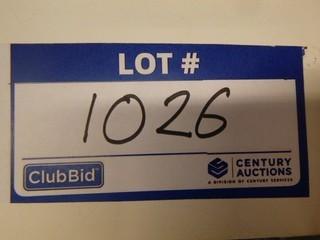 LOT #
1026
ClubBid
CENTURY
AUCTIONS
A DIVISION OF CENTURY SERVICES